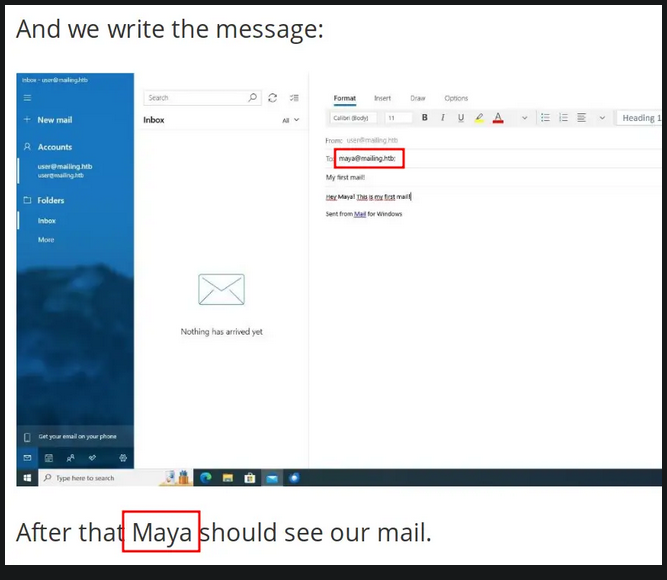 And we write the message:
Inbox - user@mailing.htb
Search
Format Insert Draw Options
New mail
Inbox
All
Calibri (Body) 11 B I U A Heading 1
Accounts
From: user@mailing.htb
To: maya@mailing.htb;
user@mailing.htb
user@mailing.htb
My first mail!
Folders
Hey Maya! This is my first mail!
Inbox
Sent from Mail for Windows
More
Nothing has arrived yet
Get your email on your phone
Type here to search
After that Maya should see our mail.